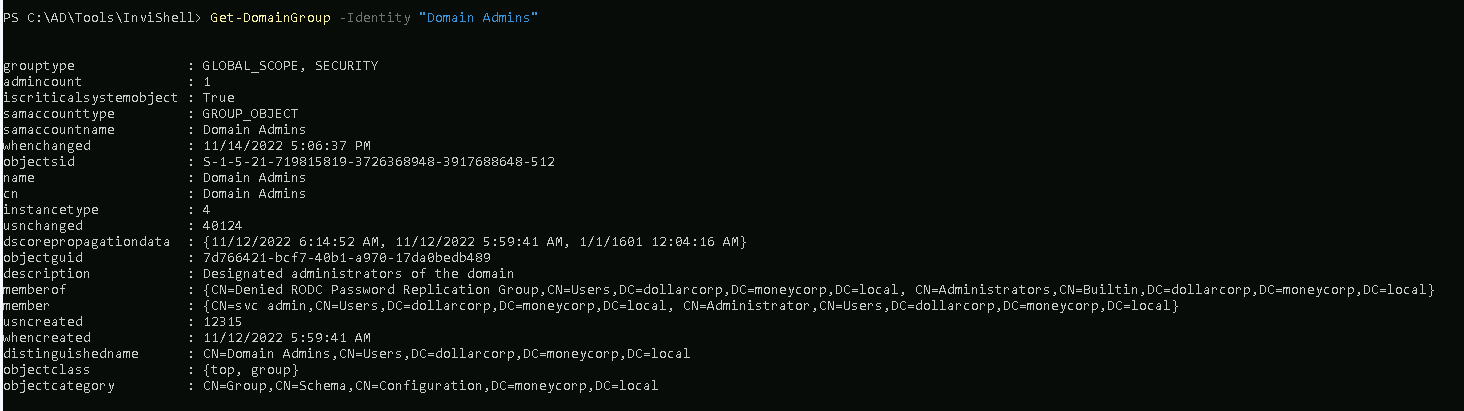 PS C:\AD\Tools\InviShell> Get-DomainGroup -Identity "Domain Admins"
grouptype : GLOBAL_SCOPE, SECURITY
admincount : 1
iscriticalsystemobject : True
samaccounttype : GROUP_OBJECT
samaccountname : Domain Admins
whenchanged : 11/14/2022 5:06:37 PM
objectsid : S-1-5-21-719815819-3726368948-3917688648-512
name : Domain Admins
cn : Domain Admins
instancetype : 4
usnchanged : 40124
dscorepropagationdata : {11/12/2022 6:14:52 AM, 11/12/2022 5:59:41 AM, 1/1/1601 12:04:16 AM}
objectguid : 7d766421-bcf7-40b1-a970-17da0bedb489
description : Designated administrators of the domain
memberof : {CN=Denied RODC Password Replication Group,CN=Users,DC=dollarcorp,DC=moneycorp,DC=local, CN=Administrators,CN=Builtin,DC=dollarcorp,DC=moneycorp,DC=local}
member : {CN=svc admin,CN=Users,DC=dollarcorp,DC=moneycorp,DC=local, CN=Administrator,CN=Users,DC=dollarcorp,DC=moneycorp,DC=local}
usncreated : 12315
whencreated : 11/12/2022 5:59:41 AM
distinguishedname : CN=Domain Admins,CN=Users,DC=dollarcorp,DC=moneycorp,DC=local
objectclass : {top, group}
objectcategory : CN=Group,CN=Schema,CN=Configuration,DC=moneycorp,DC=local